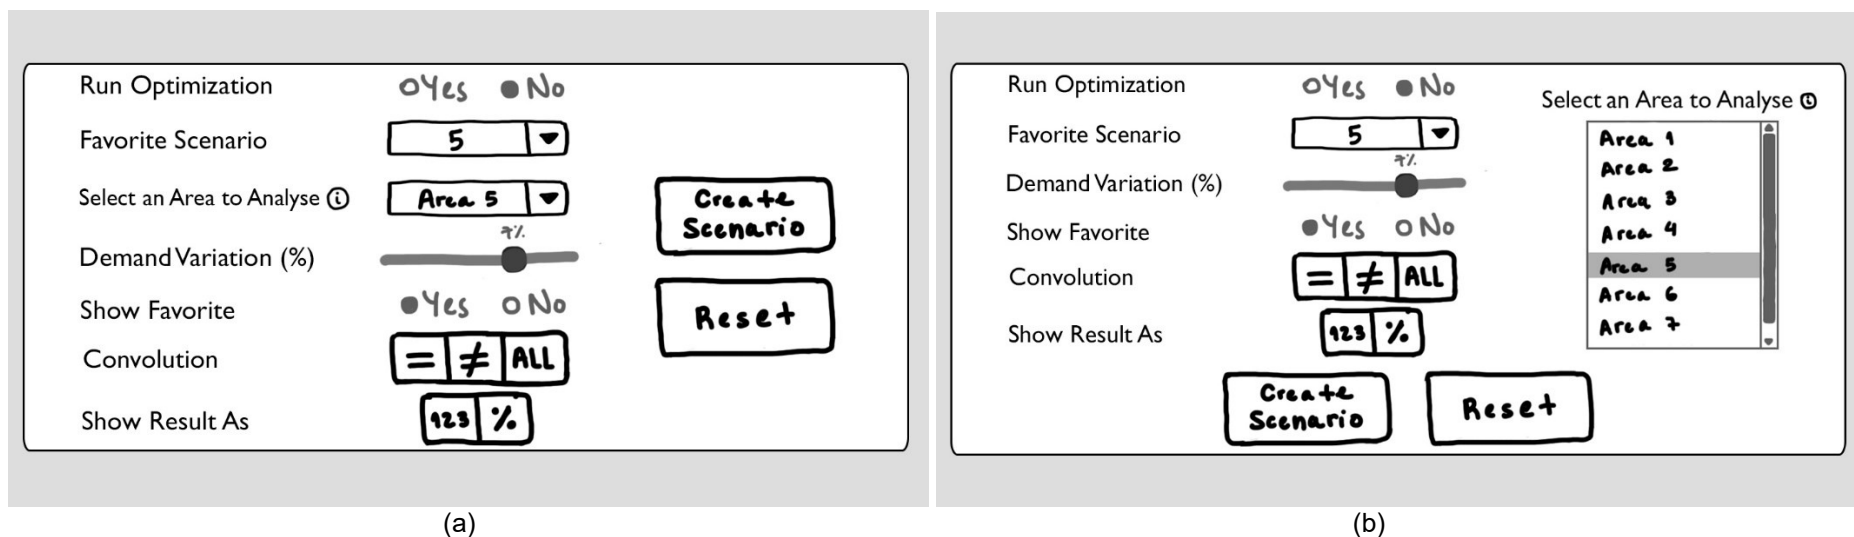 Run Optimization Yes No
Favorite Scenario 5
Select an Area to Analyse Area 5
7%
Demand Variation (%)
Show Favorite Yes No
Convolution = ≠ ALL
Show Result As 123 %
Create
Scenario
Reset
(a)
Run Optimization Yes No
Favorite Scenario 5
7%
Demand Variation (%)
Show Favorite Yes No
Convolution = ≠ ALL
Show Result As 123 %
Select an Area to Analyse
Area 1
Area 2
Area 3
Area 4
Area 5
Area 6
Area 7
Create
Scenario
Reset
(b)